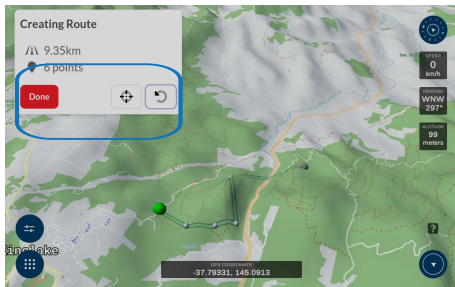 Creating Route
9.35km
6 points
Done
SPEED
0
km/h
HEADING
WNW
297°
ALTITUDE
99
meters
?
GPS COORDINATE
-37.79331, 145.0913